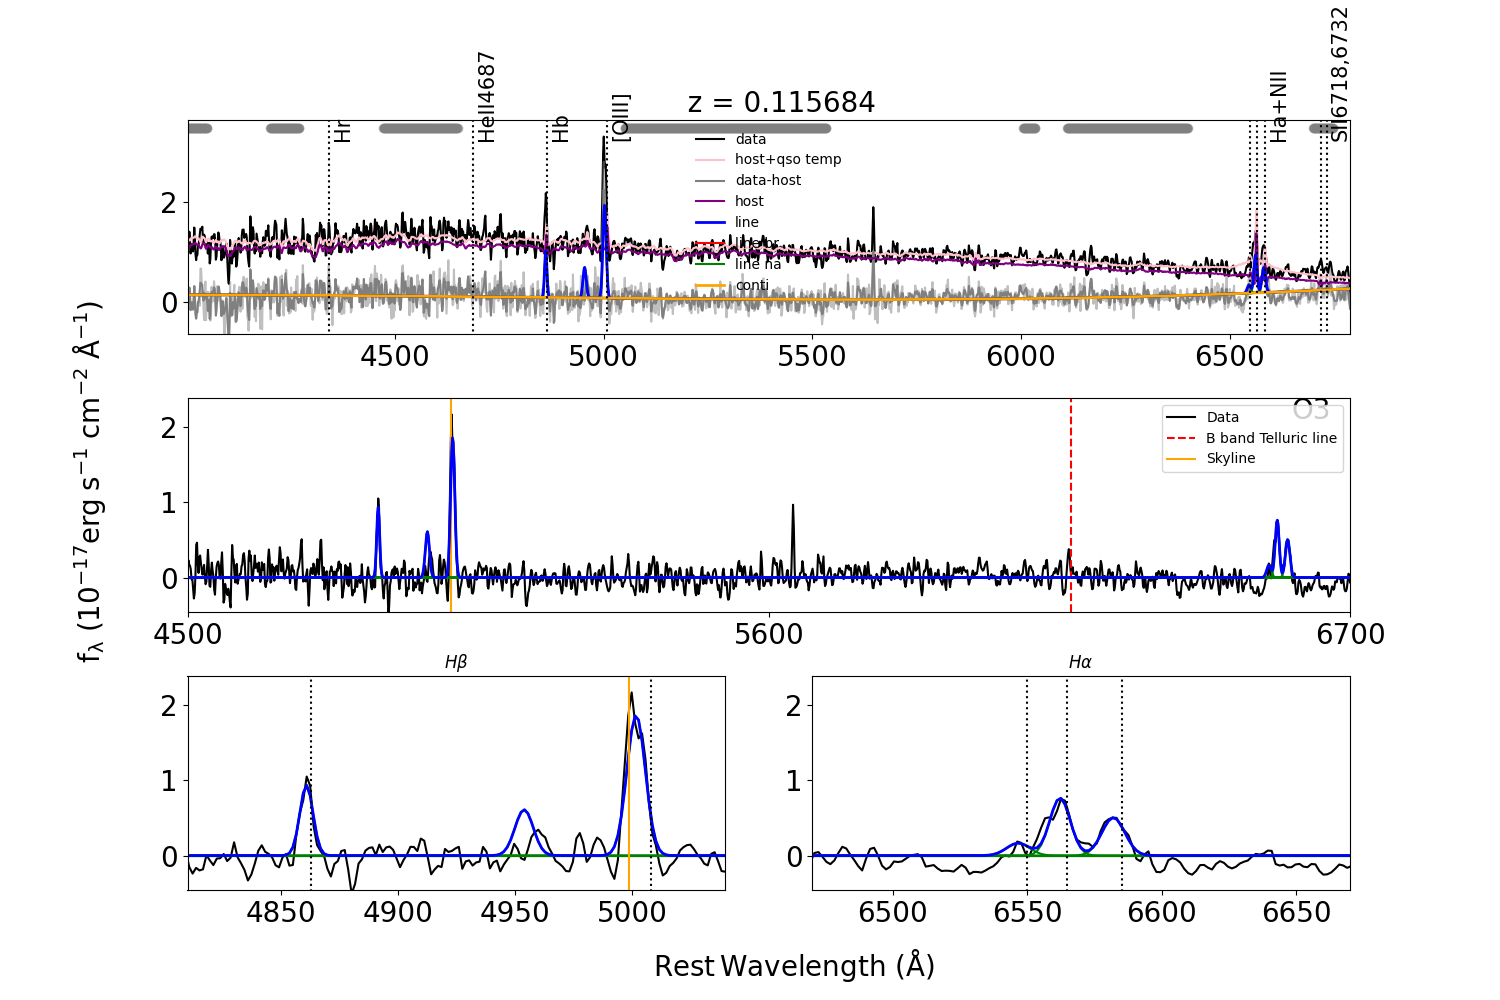 z = 0.115684
Hr
HeII4687
Hb
[OIII]
Ha+NII
SII6718,6732
data
host+qso temp
data-host
host
line
line br
line na
conti
2
1
0
4500 5000 5500 6000 6500
O3
Data
B band Telluric line
Skyline
2
1
0
4500 5600 6700
fλ (10⁻¹⁷erg s⁻¹ cm⁻² Å⁻¹)
Hβ
2
1
0
4850 4900 4950 5000
Hα
2
1
0
6500 6550 6600 6650
Rest Wavelength (Å)